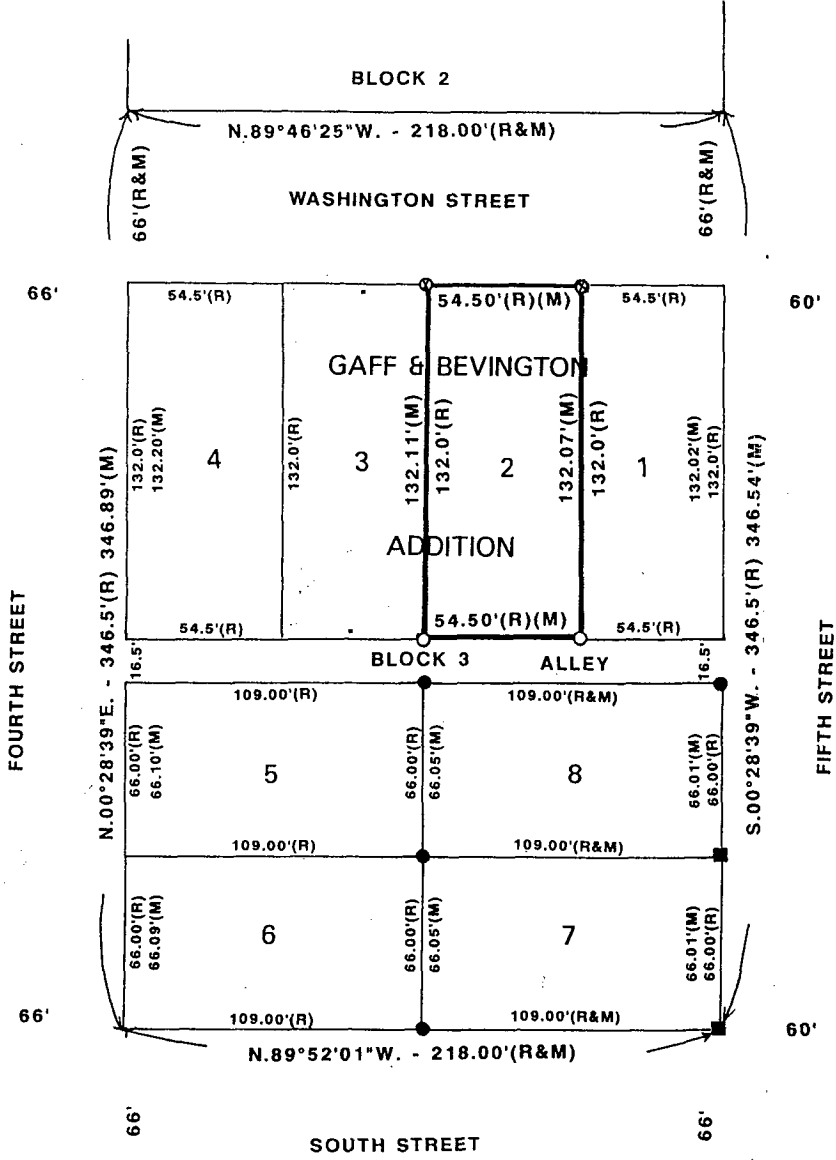 BLOCK 2
N.89°46'25"W. - 218.00'(R&M)
66'(R&M)
66'(R&M)
WASHINGTON STREET
66'
60'
54.5'(R)
54.50'(R)(M)
54.5'(R)
GAFF & BEVINGTON
132.0'(R)
132.20'(M)
4
132.0'(R)
3
132.11'(M)
132.0'(R)
2
132.07'(M)
132.0'(R)
1
132.02'(M)
132.0'(R)
ADDITION
54.5'(R)
54.50'(R)(M)
54.5'(R)
FOURTH STREET
N.00°28'39"E. - 346.5'(R) 346.89'(M)
S.00°28'39"W. - 346.5'(R) 346.54'(M)
FIFTH STREET
16.5'
BLOCK 3
ALLEY
16.5'
109.00'(R)
109.00'(R&M)
66.00'(R)
66.10'(M)
5
66.00'(R)
66.05'(M)
8
66.01'(M)
66.00'(R)
109.00'(R)
109.00'(R&M)
66.00'(R)
66.09'(M)
6
66.00'(R)
66.05'(M)
7
66.01'(M)
66.00'(R)
66'
109.00'(R)
109.00'(R&M)
60'
N.89°52'01"W. - 218.00'(R&M)
66'
66'
SOUTH STREET